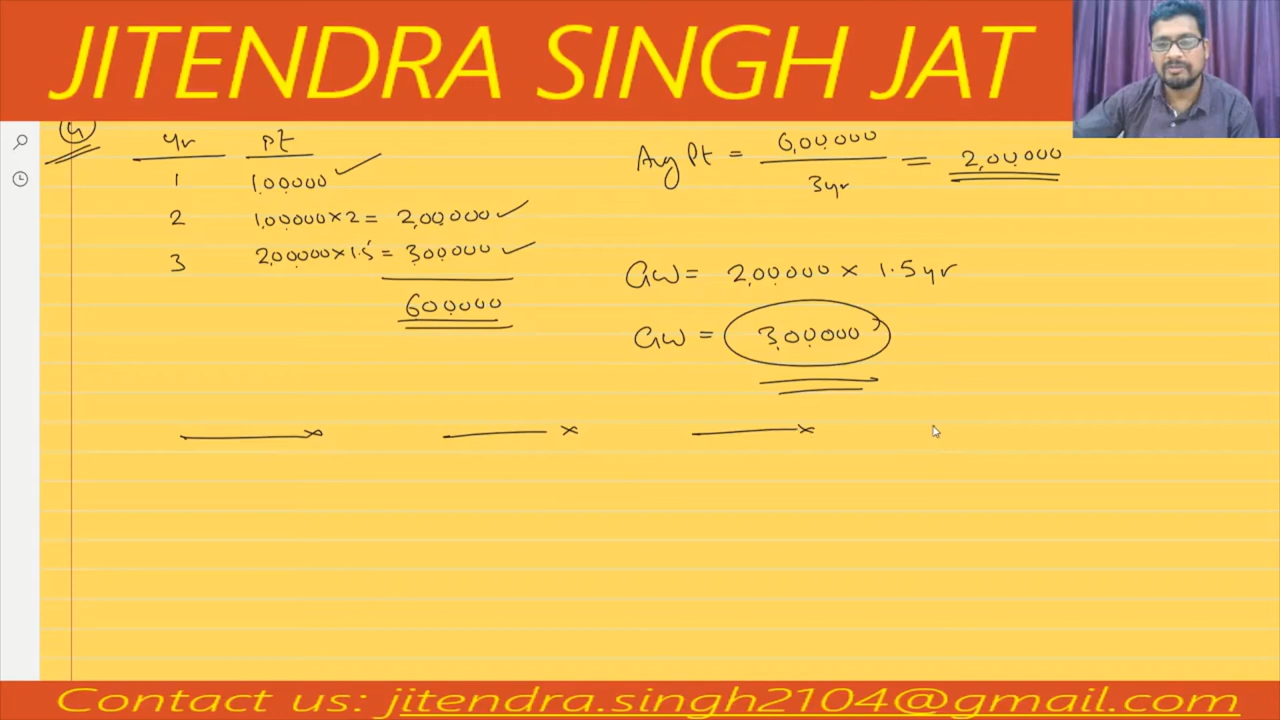 JITENDRA SINGH JAT
4
Yr Pt
1 1,00,000
2 1,00,000 × 2 = 2,00,000
3 2,00,000 × 1.5 = 3,00,000
6,00,000
Avg Pt = 6,00,000 / 3yr = 2,00,000
GW = 2,00,000 × 1.5 yr
GW = 3,00,000
Contact us: jitendra.singh2104@gmail.com